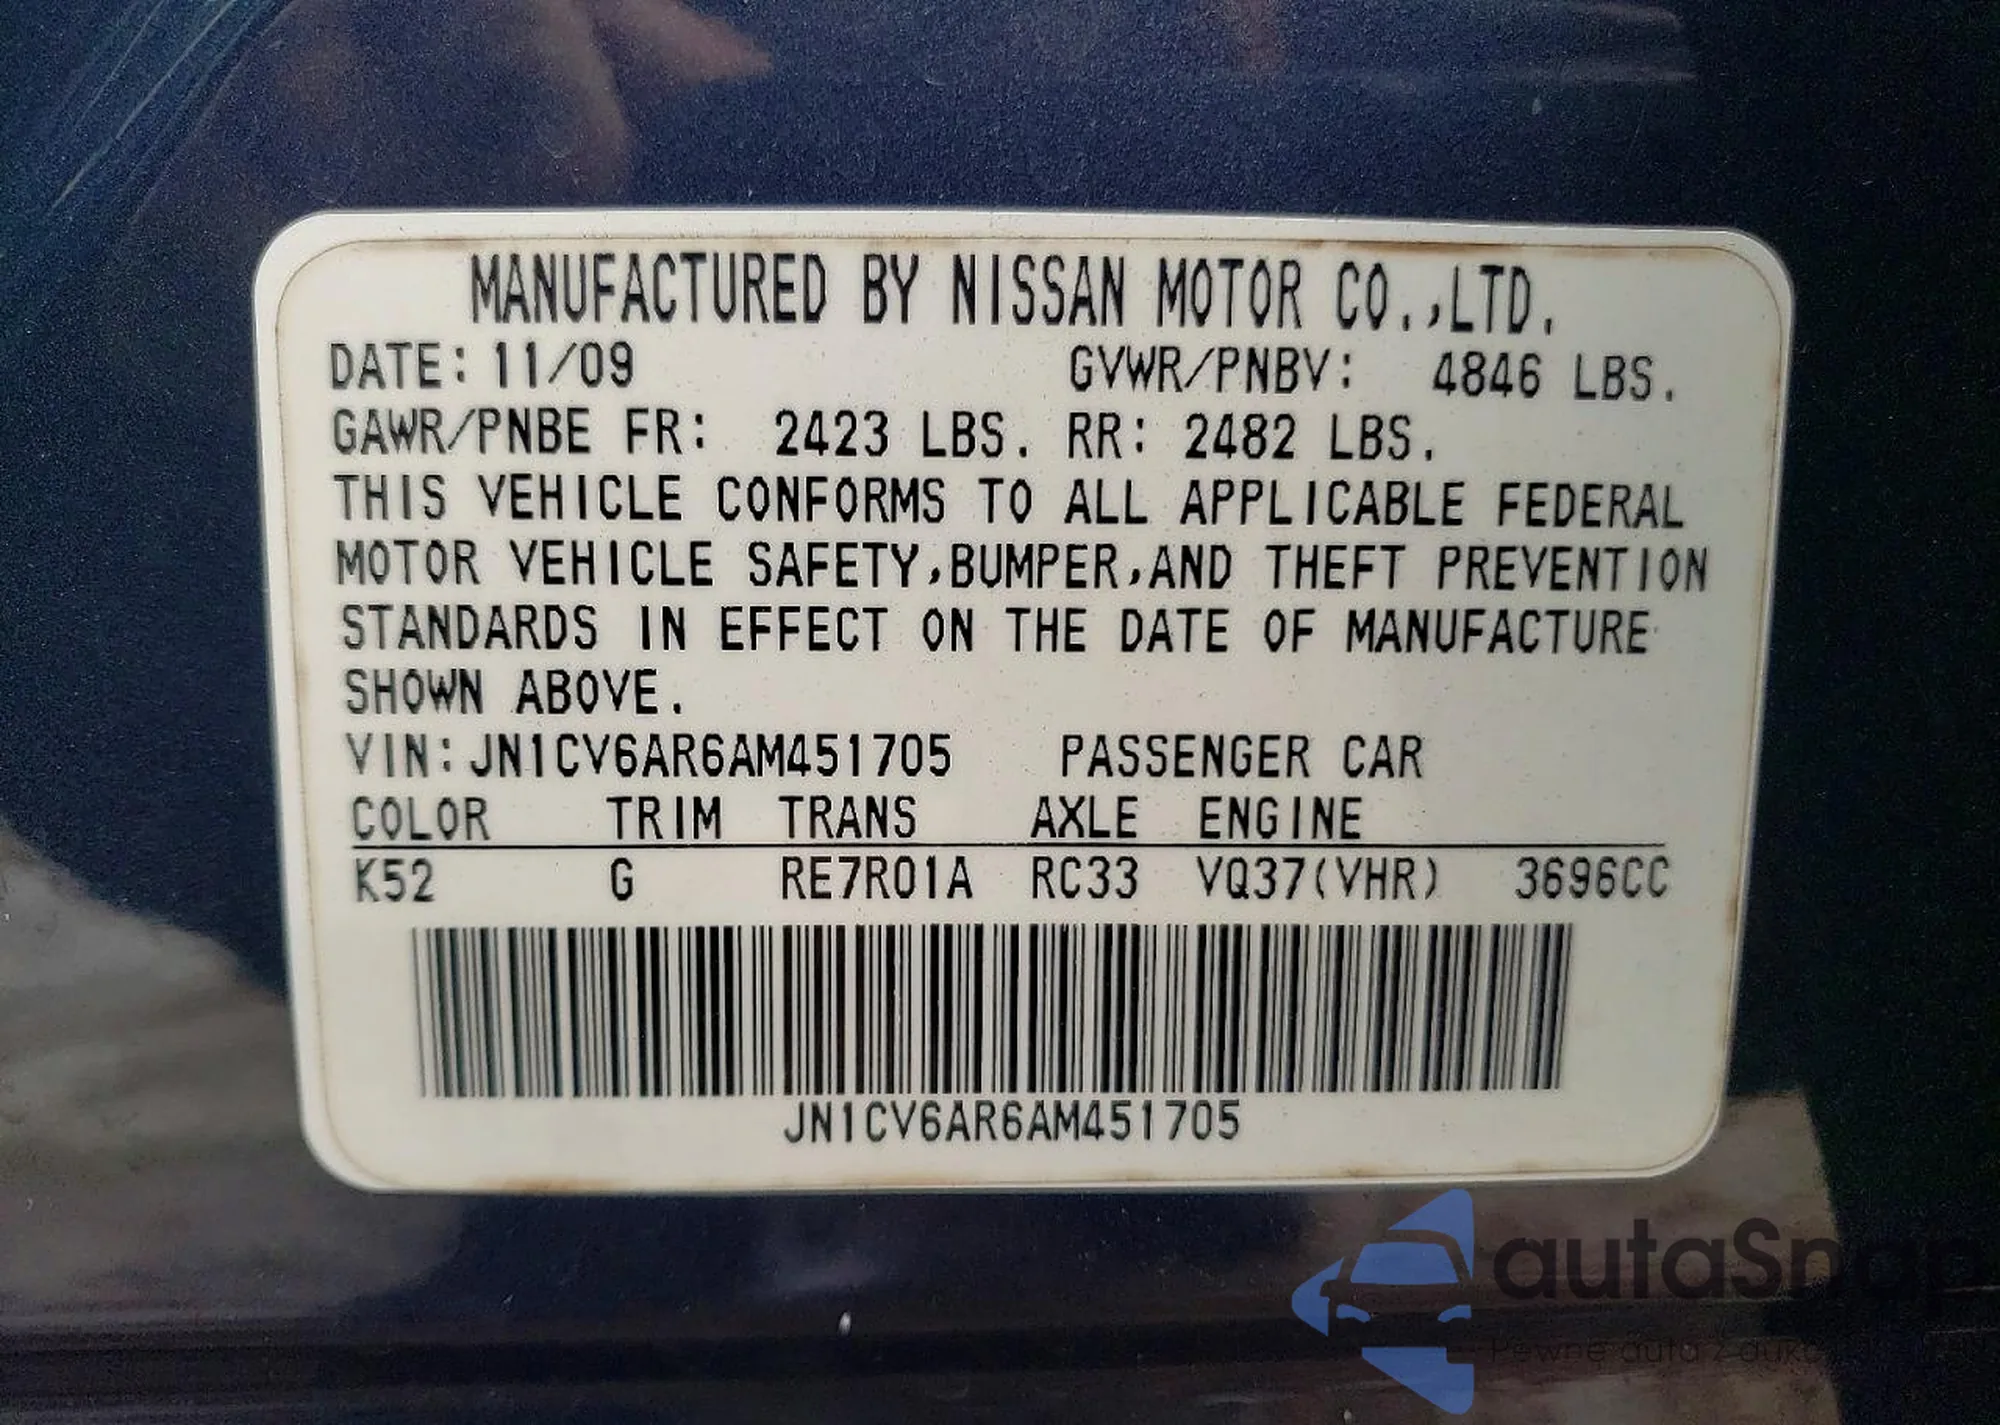 MANUFACTURED BY NISSAN MOTOR CO.,LTD.
DATE: 11/09 GVWR/PNBV: 4846 LBS.
GAWR/PNBE FR: 2423 LBS. RR: 2482 LBS.
THIS VEHICLE CONFORMS TO ALL APPLICABLE FEDERAL
MOTOR VEHICLE SAFETY,BUMPER,AND THEFT PREVENTION
STANDARDS IN EFFECT ON THE DATE OF MANUFACTURE
SHOWN ABOVE.
VIN:JN1CV6AR6AM451705 PASSENGER CAR
COLOR TRIM TRANS AXLE ENGINE
K52 G RE7R01A RC33 VQ37(VHR) 3696CC
JN1CV6AR6AM451705
autaSnap
Pewne auta z